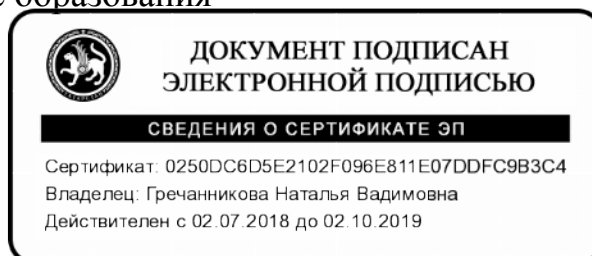 образования
ДОКУМЕНТ ПОДПИСАН
ЭЛЕКТРОННОЙ ПОДПИСЬЮ
СВЕДЕНИЯ О СЕРТИФИКАТЕ ЭП
Сертификат: 0250DC6D5E2102F096E811E07DDFC9B3C4
Владелец: Гречанникова Наталья Вадимовна
Действителен с 02.07.2018 до 02.10.2019